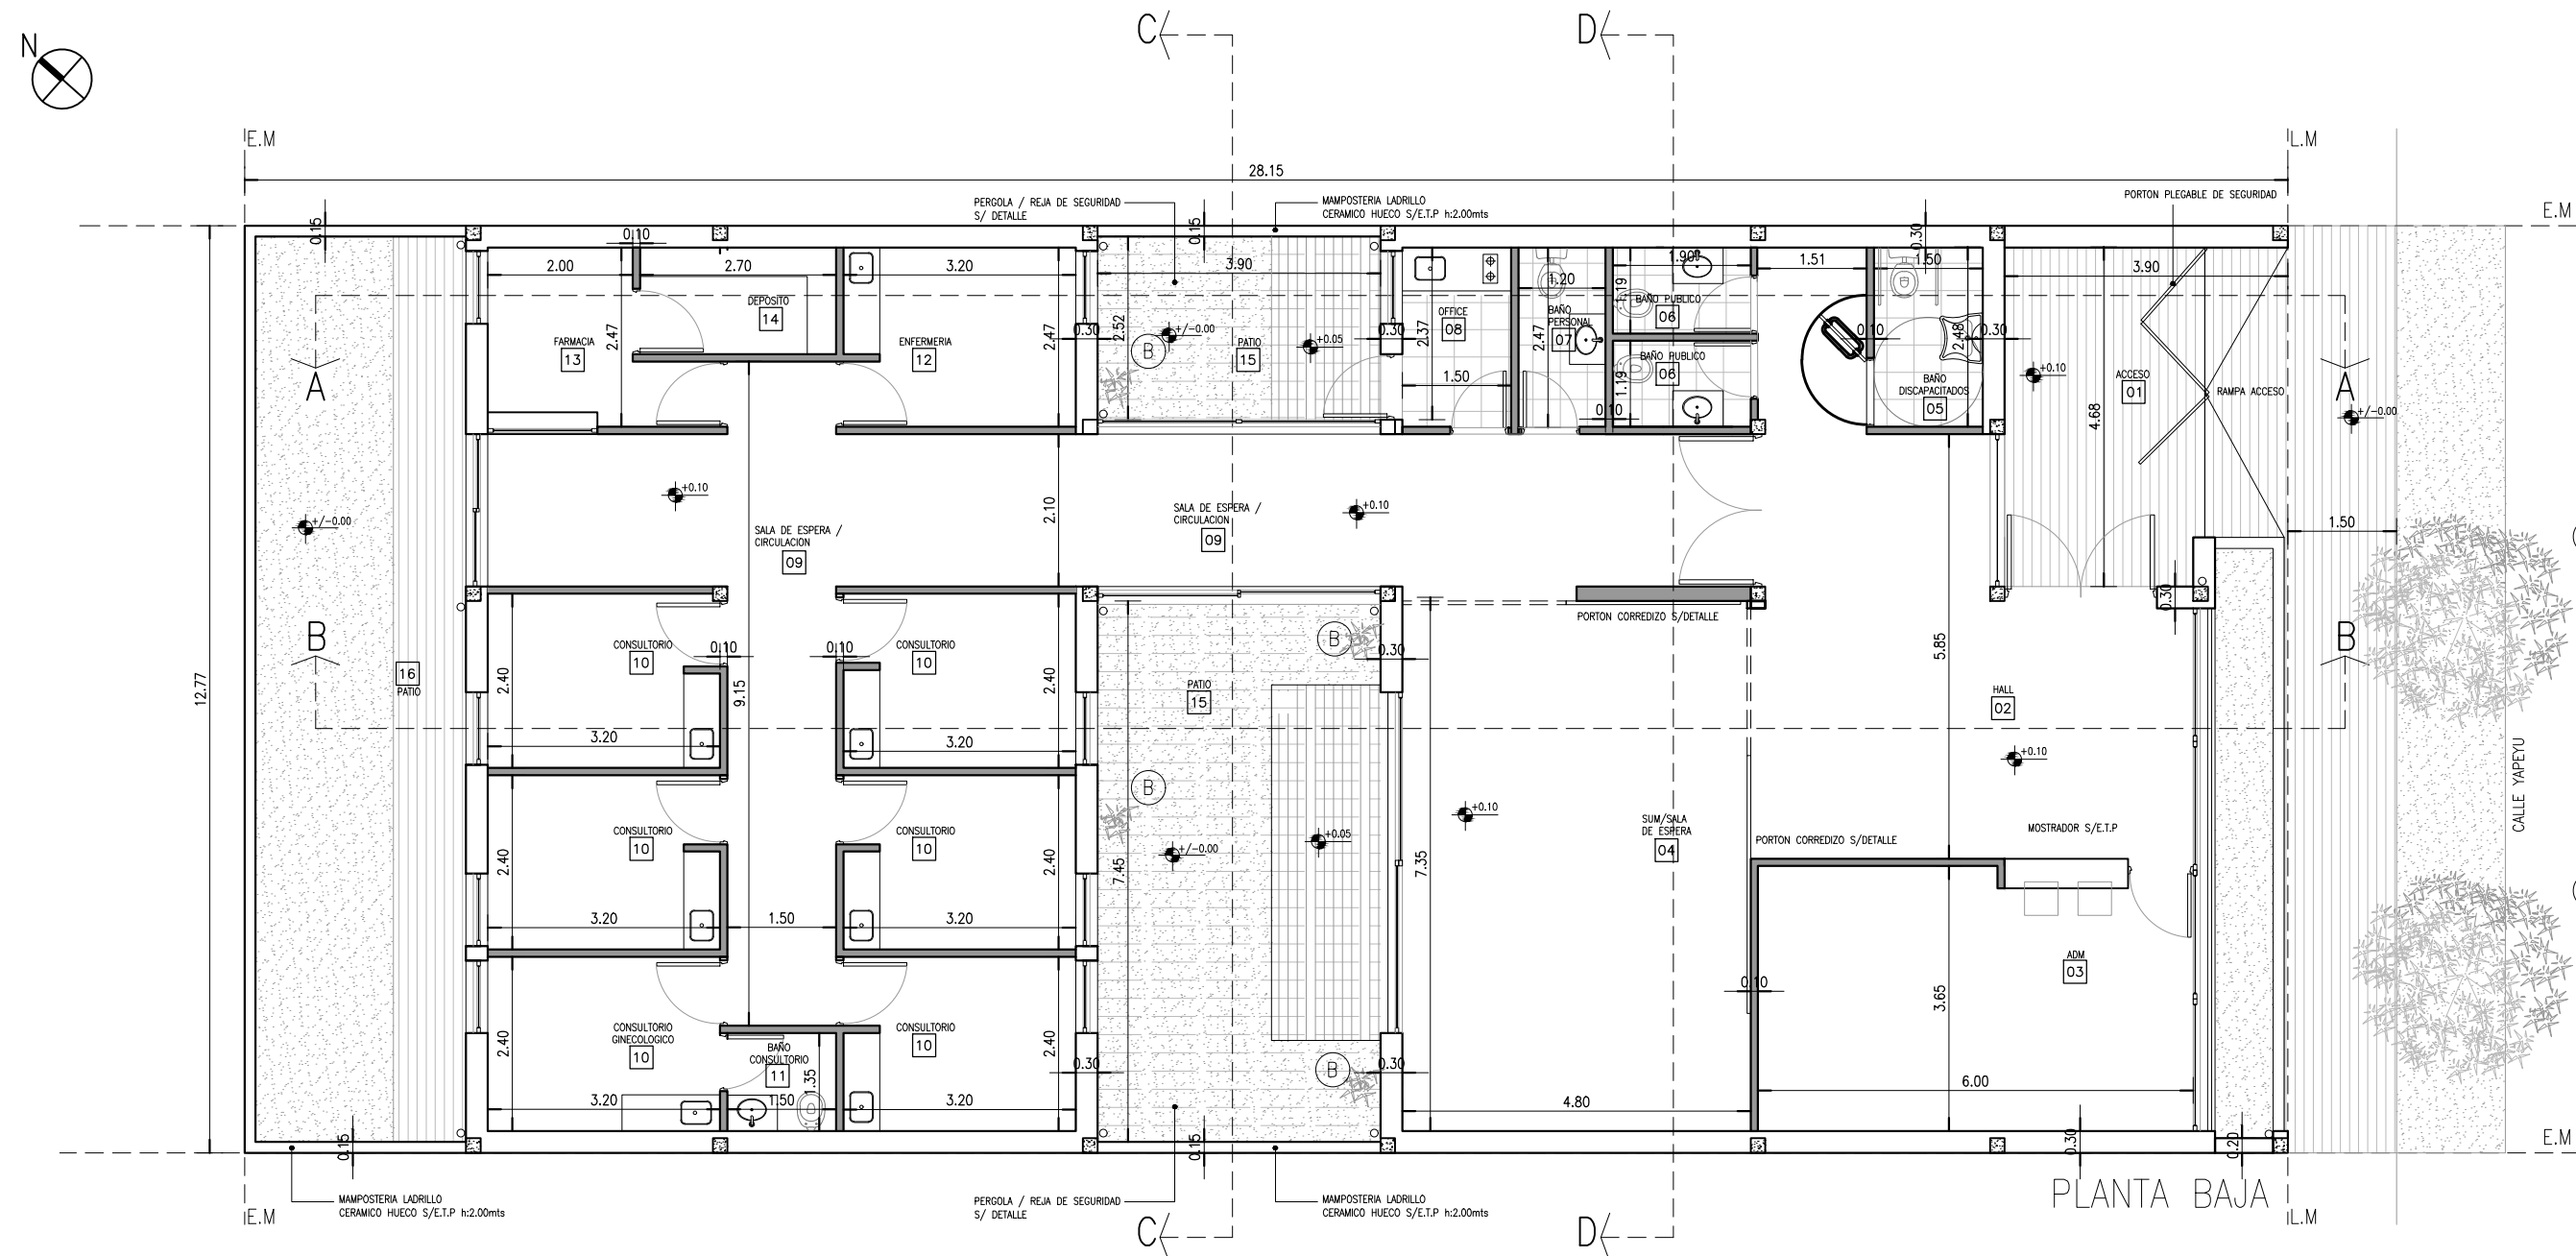 C
D
N
E.M
L.M
28.15
PORTON PLEGABLE DE SEGURIDAD
PERGOLA / REJA DE SEGURIDAD
S/ DETALLE
MAMPOSTERIA LADRILLO
CERAMICO HUECO S/E.T.P h:2.00mts
E.M
0.15
0.10
0.15
0.30
2.00
2.70
3.20
3.90
1.20
1.90
1.51
1.50
3.90
DEPOSITO
14
FARMACIA
13
2.47
ENFERMERIA
12
2.47
0.30
2.52
+/-0.00
B
PATIO
15
+0.05
0.30
2.37
OFFICE
08
1.50
2.47
BAÑO
PERSONAL
07
1.19
BAÑO PUBLICO
06
BAÑO PUBLICO
06
1.19
0.10
0.10
2.48
0.30
BAÑO
DISCAPACITADOS
05
+0.10
ACCESO
01
4.68
RAMPA ACCESO
A
A
+/-0.00
+0.10
+/-0.00
SALA DE ESPERA /
CIRCULACION
09
2.10
SALA DE ESPERA /
CIRCULACION
09
+0.10
1.50
0.30
PORTON CORREDIZO S/DETALLE
B
B
12.77
16
PATIO
CONSULTORIO
10
0.10
0.10
CONSULTORIO
10
2.40
9.15
2.40
3.20
3.20
B
0.30
PATIO
15
5.85
HALL
02
+0.10
CALLE YAPEYU
CONSULTORIO
10
CONSULTORIO
10
2.40
2.40
3.20
1.50
3.20
B
+/-0.00
7.45
+0.05
7.35
+0.10
SUM/SALA
DE ESPERA
04
PORTON CORREDIZO S/DETALLE
MOSTRADOR S/E.T.P
ADM
03
0.10
3.65
6.00
CONSULTORIO
GINECOLOGICO
10
2.40
BAÑO
CONSULTORIO
11
1.35
CONSULTORIO
10
2.40
3.20
1.50
3.20
0.30
B
0.30
4.80
0.15
0.15
0.30
0.20
E.M
MAMPOSTERIA LADRILLO
CERAMICO HUECO S/E.T.P h:2.00mts
PERGOLA / REJA DE SEGURIDAD
S/ DETALLE
MAMPOSTERIA LADRILLO
CERAMICO HUECO S/E.T.P h:2.00mts
PLANTA BAJA
E.M
L.M
C
D